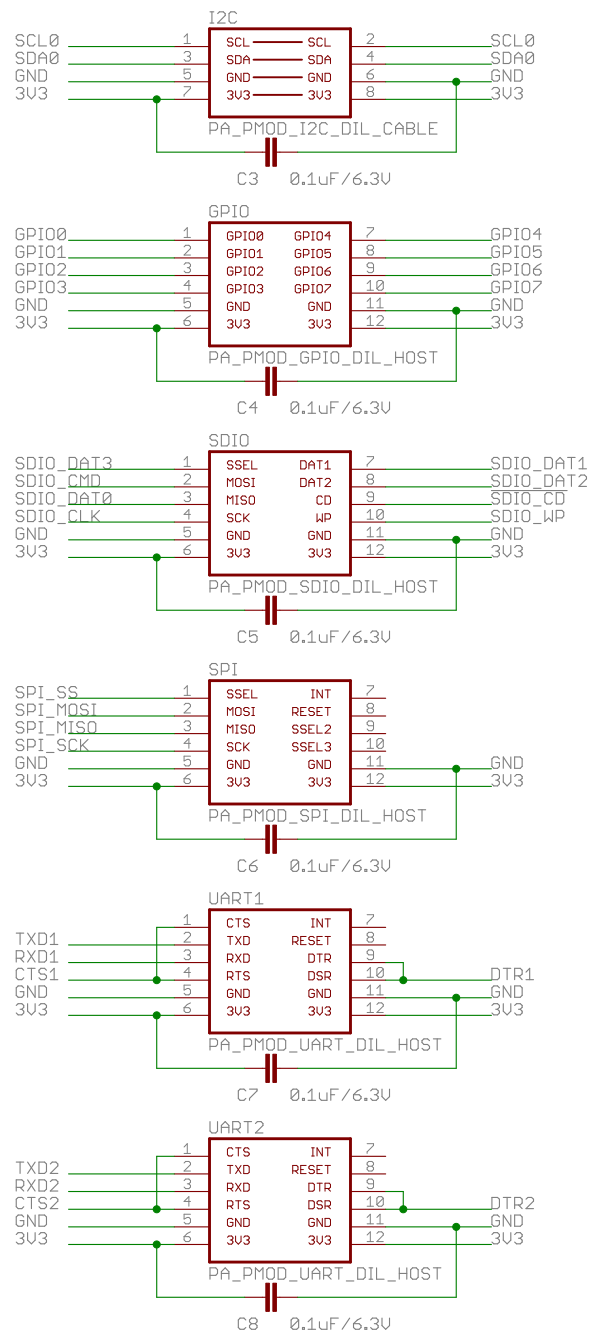 I2C
SCL0 1 SCL SCL 2 SCL0
SDA0 3 SDA SDA 4 SDA0
GND 5 GND GND 6 GND
3V3 7 3V3 3V3 8 3V3
PA_PMOD_I2C_DIL_CABLE
C3 0.1uF/6.3V
GPIO
GPIO0 1 GPIO0 GPIO4 7 GPIO4
GPIO1 2 GPIO1 GPIO5 8 GPIO5
GPIO2 3 GPIO2 GPIO6 9 GPIO6
GPIO3 4 GPIO3 GPIO7 10 GPIO7
GND 5 GND GND 11 GND
3V3 6 3V3 3V3 12 3V3
PA_PMOD_GPIO_DIL_HOST
C4 0.1uF/6.3V
SDIO
SDIO_DAT3 1 SSEL DAT1 7 SDIO_DAT1
SDIO_CMD 2 MOSI DAT2 8 SDIO_DAT2
SDIO_DAT0 3 MISO CD 9 SDIO_CD
SDIO_CLK 4 SCK WP 10 SDIO_WP
GND 5 GND GND 11 GND
3V3 6 3V3 3V3 12 3V3
PA_PMOD_SDIO_DIL_HOST
C5 0.1uF/6.3V
SPI
SPI_SS 1 SSEL INT 7
SPI_MOSI 2 MOSI RESET 8
SPI_MISO 3 MISO SSEL2 9
SPI_SCK 4 SCK SSEL3 10
GND 5 GND GND 11 GND
3V3 6 3V3 3V3 12 3V3
PA_PMOD_SPI_DIL_HOST
C6 0.1uF/6.3V
UART1
1 CTS INT 7
TXD1 2 TXD RESET 8
RXD1 3 RXD DTR 9
CTS1 4 RTS DSR 10 DTR1
GND 5 GND GND 11 GND
3V3 6 3V3 3V3 12 3V3
PA_PMOD_UART_DIL_HOST
C7 0.1uF/6.3V
UART2
1 CTS INT 7
TXD2 2 TXD RESET 8
RXD2 3 RXD DTR 9
CTS2 4 RTS DSR 10 DTR2
GND 5 GND GND 11 GND
3V3 6 3V3 3V3 12 3V3
PA_PMOD_UART_DIL_HOST
C8 0.1uF/6.3V